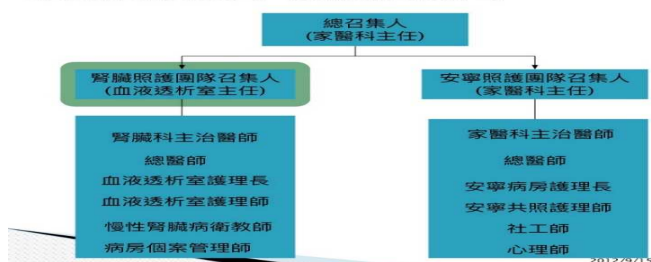 總召集人
(家醫科主任)
腎臟照護團隊召集人
(血液透析室主任)
安寧照護團隊召集人
(家醫科主任)
腎臟科主治醫師
總醫師
血液透析室護理長
血液透析室護理師
慢性腎臟病衛教師
病房個案管理師
家醫科主治醫師
總醫師
安寧病房護理長
安寧共照護理師
社工師
心理師
2012/9/15